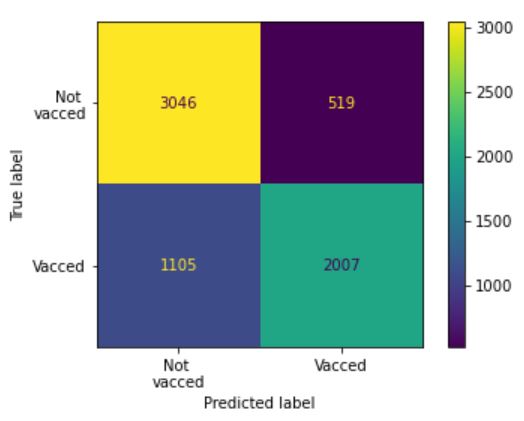 Not
vacced
3046
519
Vacced
1105
2007
Not
vacced
Vacced
Predicted label
True label
3000
2500
2000
1500
1000